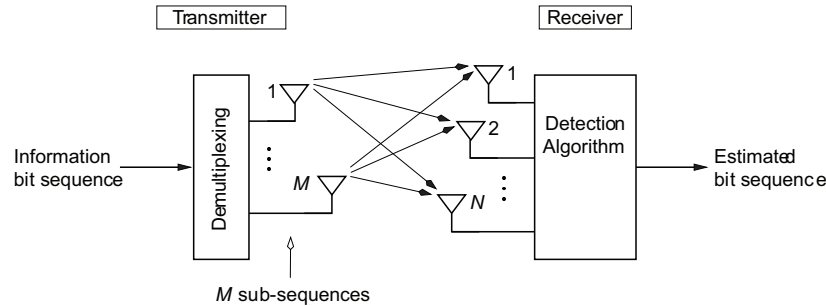 Transmitter
Receiver
1
1
Demultiplexing
2
Detection
Algorithm
Information
bit sequence
M
N
Estimated
bit sequence
M sub-sequences